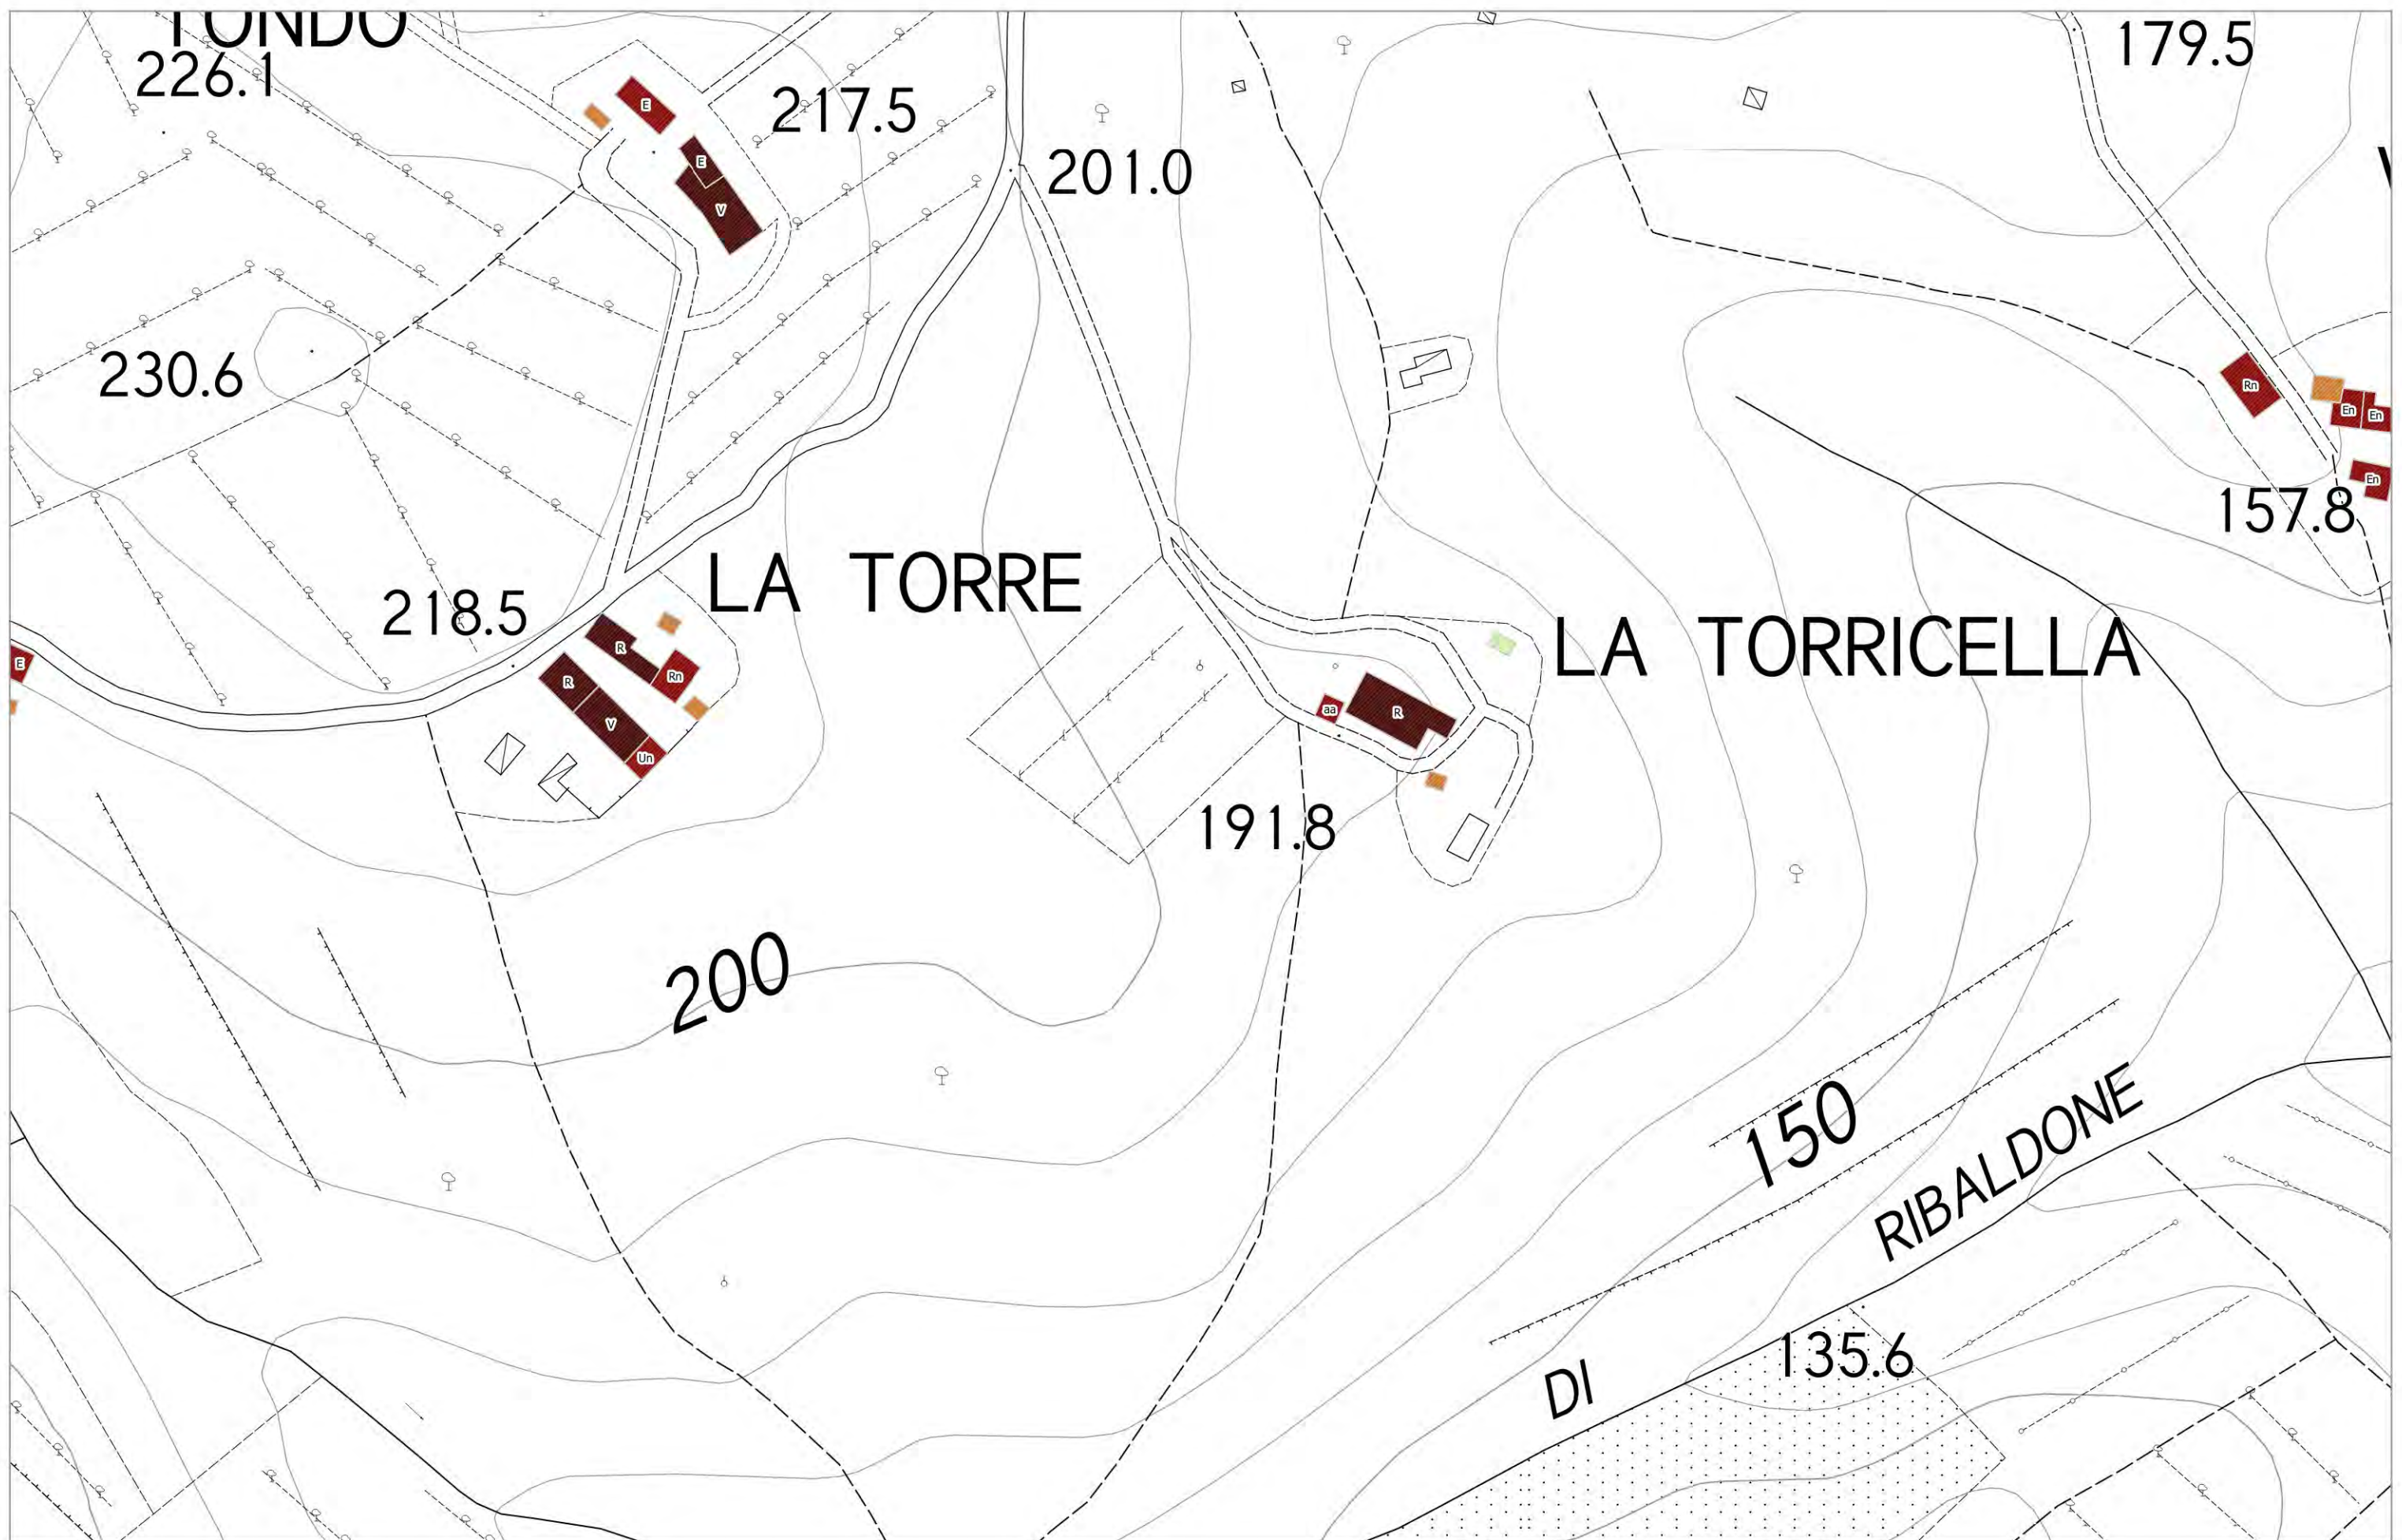 TONDO
226.1
179.5
217.5
E
E
V
201.0
230.6
Rn
En
En
En
157.8
LA TORRE
218.5
E
R
Rn
R
V
Un
LA TORRICELLA
aa
R
191.8
200
150
DI RIBALDONE
135.6